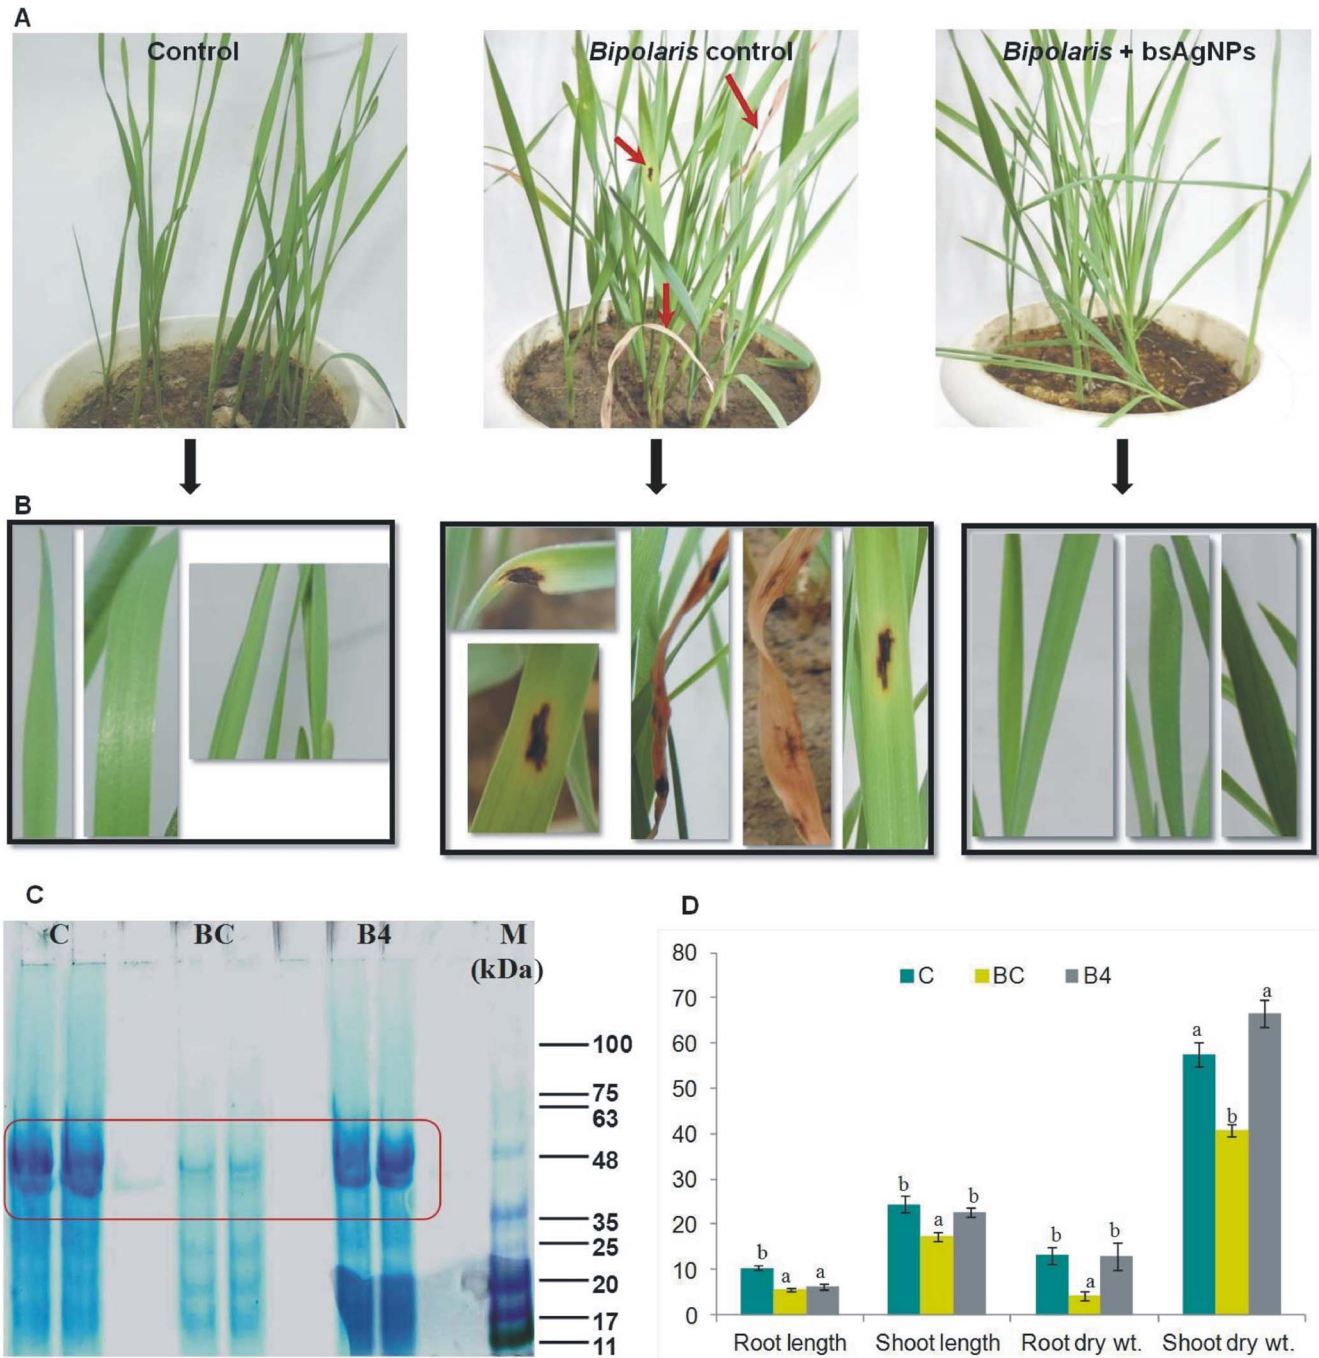 A
Control
Bipolaris control
Bipolaris + bsAgNPs
B
C
C BC B4 M
(kDa)
100
75
63
48
35
25
20
17
11
D
C BC B4
80
70
60
50
40
30
20
10
0
b a a
b a b
b a b
a b a
Root length Shoot length Root dry wt. Shoot dry wt.